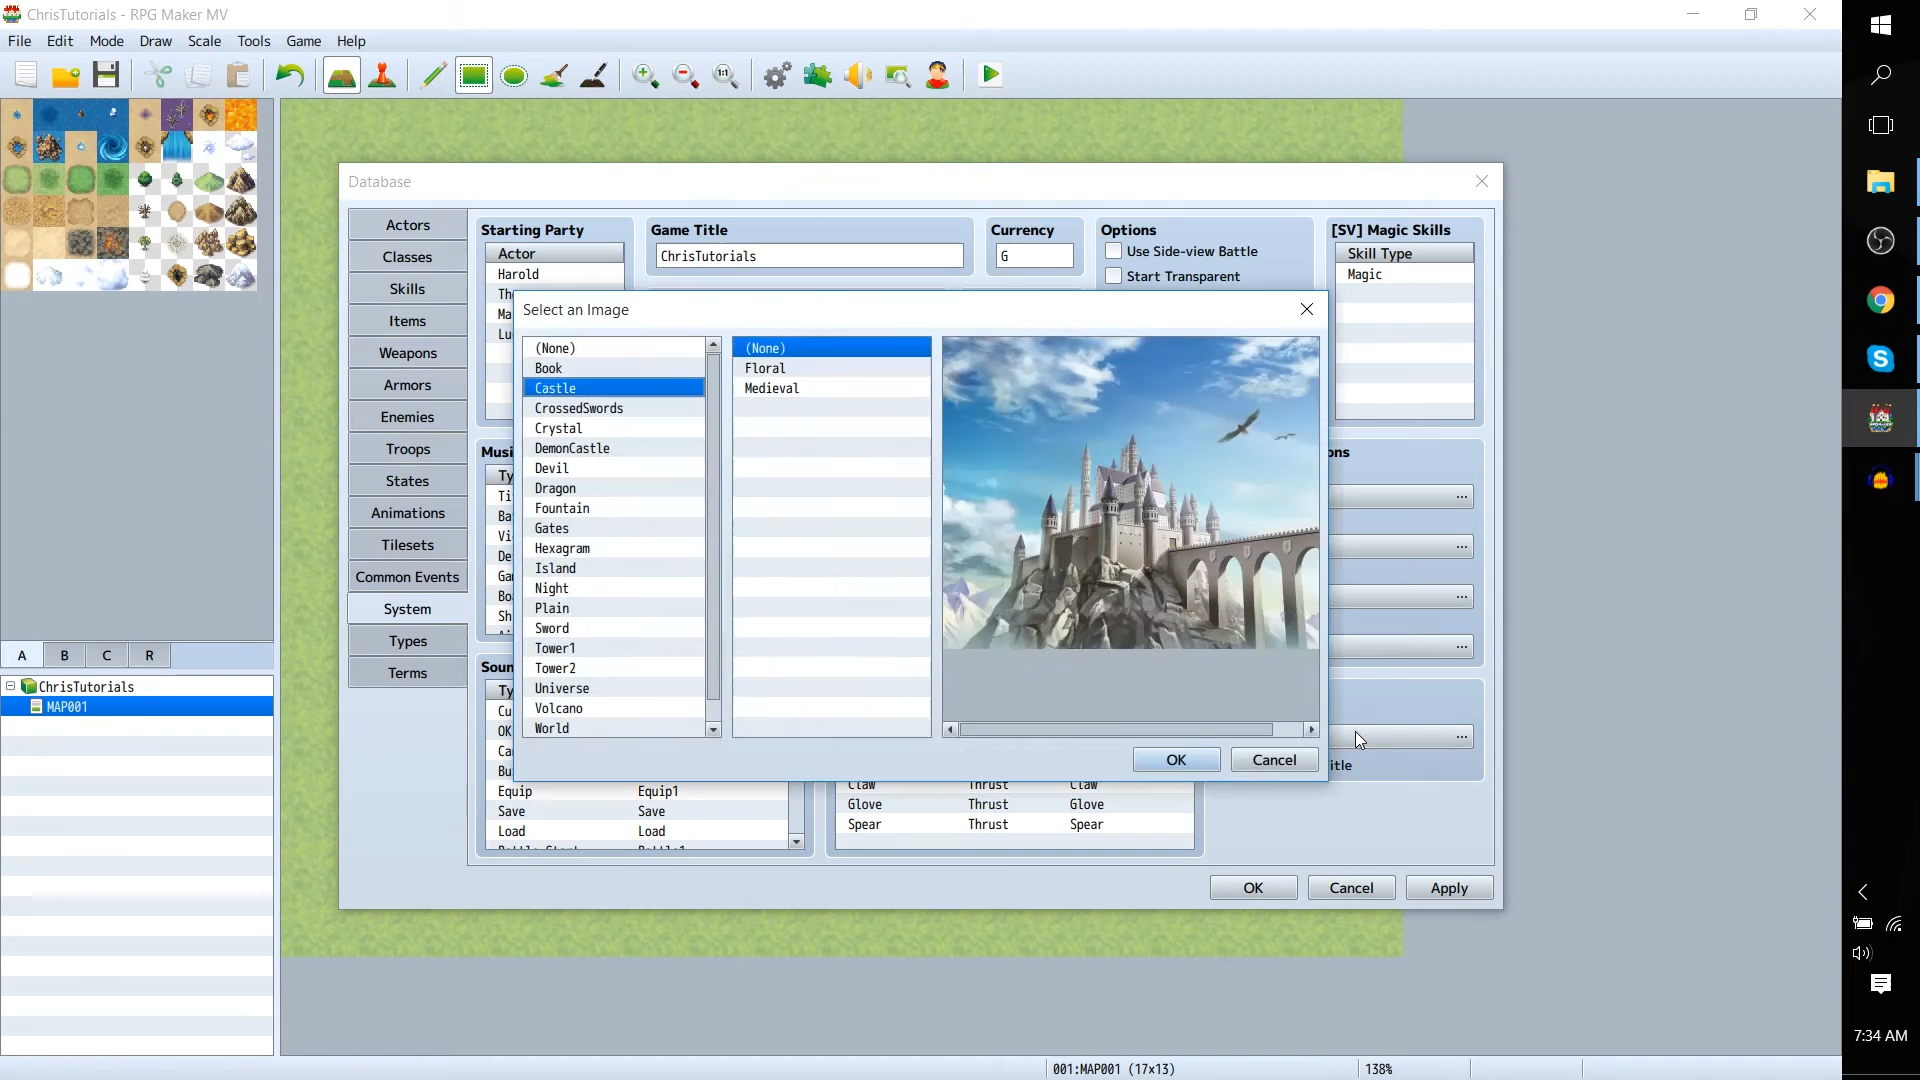 ChrisTutorials - RPG Maker MV
File Edit Mode Draw Scale Tools Game Help
1:1
Database
Actors
Classes
Skills
Items
Weapons
Armors
Enemies
Troops
States
Animations
Tilesets
Common Events
System
Types
Terms
Starting Party
Actor
Harold
Game Title
ChrisTutorials
Currency
G
Options
Use Side-view Battle
Start Transparent
[SV] Magic Skills
Skill Type
Magic
Select an Image
(None)
Book
Castle
CrossedSwords
Crystal
DemonCastle
Devil
Dragon
Fountain
Gates
Hexagram
Island
Night
Plain
Sword
Tower1
Tower2
Universe
Volcano
World
(None)
Floral
Medieval
OK Cancel
Equip Equip1
Save Save
Load Load
Claw Thrust Claw
Glove Thrust Glove
Spear Thrust Spear
OK Cancel Apply
A B C R
ChrisTutorials
MAP001
001:MAP001 (17x13) 138%
7:34 AM